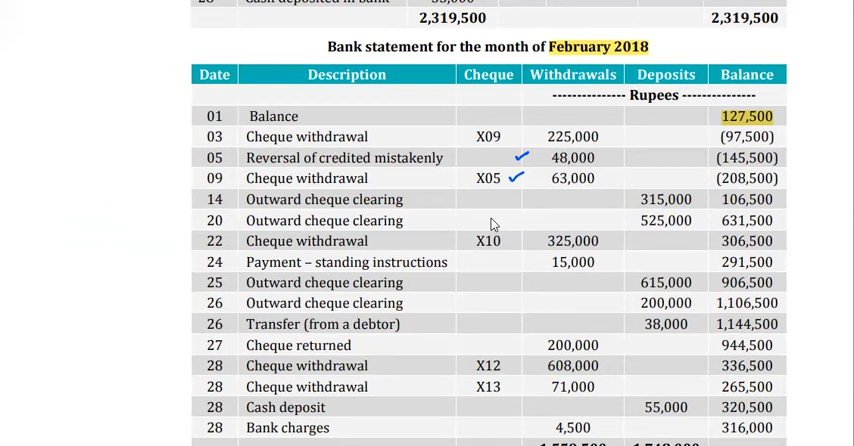 28 Cash deposited in bank 55,000
2,319,500 2,319,500
Bank statement for the month of February 2018
Date Description Cheque Withdrawals Deposits Balance
--------------- Rupees ---------------
01 Balance 127,500
03 Cheque withdrawal X09 225,000 (97,500)
05 Reversal of credited mistakenly 48,000 (145,500)
09 Cheque withdrawal X05 63,000 (208,500)
14 Outward cheque clearing 315,000 106,500
20 Outward cheque clearing 525,000 631,500
22 Cheque withdrawal X10 325,000 306,500
24 Payment – standing instructions 15,000 291,500
25 Outward cheque clearing 615,000 906,500
26 Outward cheque clearing 200,000 1,106,500
26 Transfer (from a debtor) 38,000 1,144,500
27 Cheque returned 200,000 944,500
28 Cheque withdrawal X12 608,000 336,500
28 Cheque withdrawal X13 71,000 265,500
28 Cash deposit 55,000 320,500
28 Bank charges 4,500 316,000